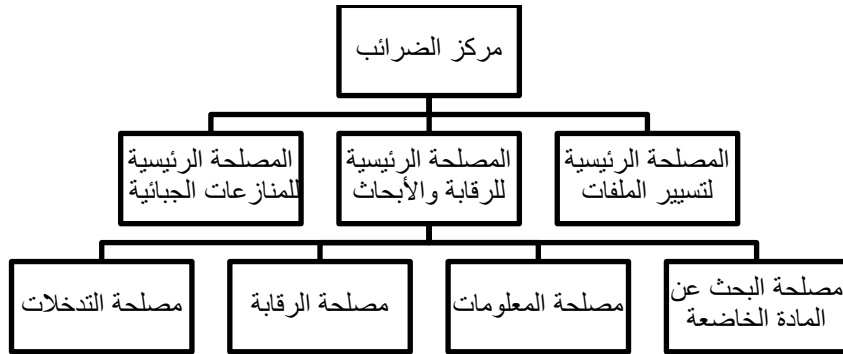 مركز الضرائب
المصلحة الرئيسية
لتسيير الملفات
المصلحة الرئيسية
للرقابة والأبحاث
المصلحة الرئيسية
للمنازعات الجبائية
مصلحة البحث عن
المادة الخاضعة
مصلحة المعلومات
مصلحة الرقابة
مصلحة التدخلات